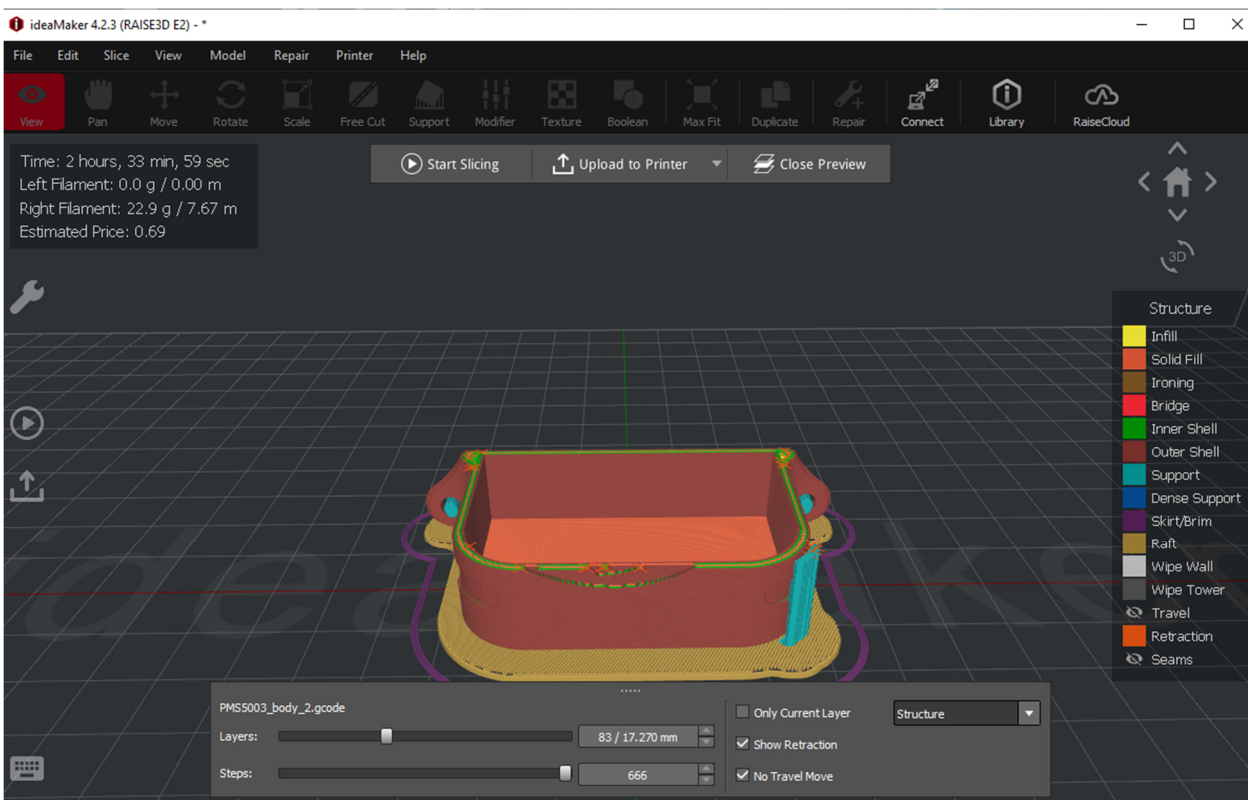 ideaMaker 4.2.3 (RAISE3D E2) - *
File Edit Slice View Model Repair Printer Help
View Pan Move Rotate Scale Free Cut Support Modifier Texture Boolean Max Fit Duplicate Repair Connect Library RaiseCloud
Time: 2 hours, 33 min, 59 sec
Left Filament: 0.0 g / 0.00 m
Right Filament: 22.9 g / 7.67 m
Estimated Price: 0.69
Start Slicing Upload to Printer Close Preview
3D
Structure
Infill
Solid Fill
Ironing
Bridge
Inner Shell
Outer Shell
Support
Dense Support
Skirt/Brim
Raft
Wipe Wall
Wipe Tower
Travel
Retraction
Seams
ideaMaker
PMS5003_body_2.gcode
Layers: 83 / 17.270 mm
Steps: 666
Only Current Layer
Show Retraction
No Travel Move
Structure